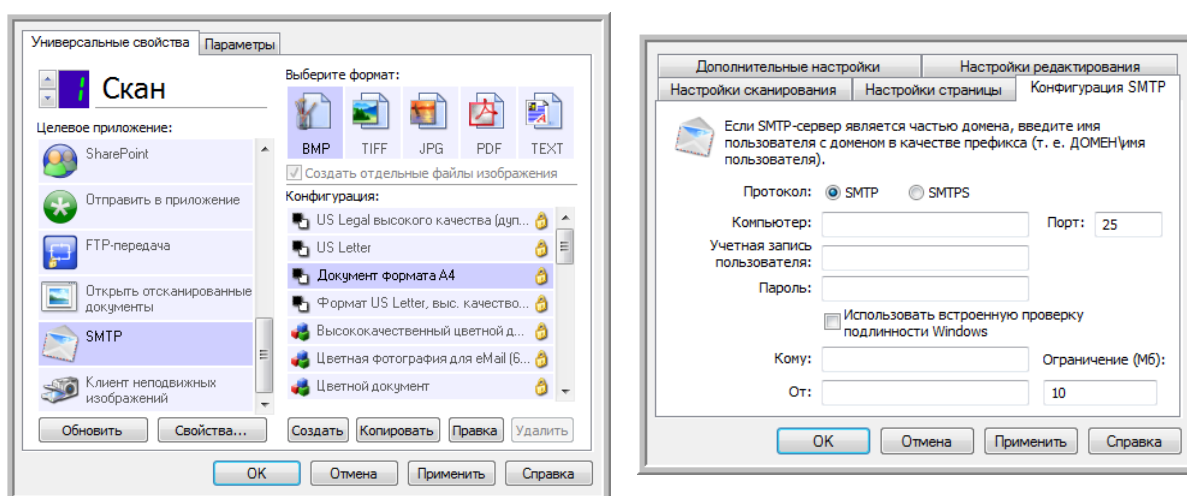 Универсальные свойства
Параметры
1 Скан
Целевое приложение:
SharePoint
Отправить в приложение
FTP-передача
Открыть отсканированные
документы
SMTP
Клиент неподвижных
изображений
Обновить
Свойства...
Выберите формат:
BMP TIFF JPG PDF TEXT
Создать отдельные файлы изображения
Конфигурация:
US Legal высокого качества (дуп...
US Letter
Документ формата A4
Формат US Letter, выс. качество...
Высококачественный цветной д...
Цветная фотография для eMail (6...
Цветной документ
Создать Копировать Правка Удалить
OK Отмена Применить Справка
Дополнительные настройки Настройки редактирования
Настройки сканирования Настройки страницы Конфигурация SMTP
Если SMTP-сервер является частью домена, введите имя
пользователя с доменом в качестве префикса (т. е. ДОМЕН\имя
пользователя).
Протокол: SMTP SMTPS
Компьютер: Порт: 25
Учетная запись
пользователя:
Пароль:
Использовать встроенную проверку
подлинности Windows
Кому: Ограничение (Мб):
От: 10
OK Отмена Применить Справка